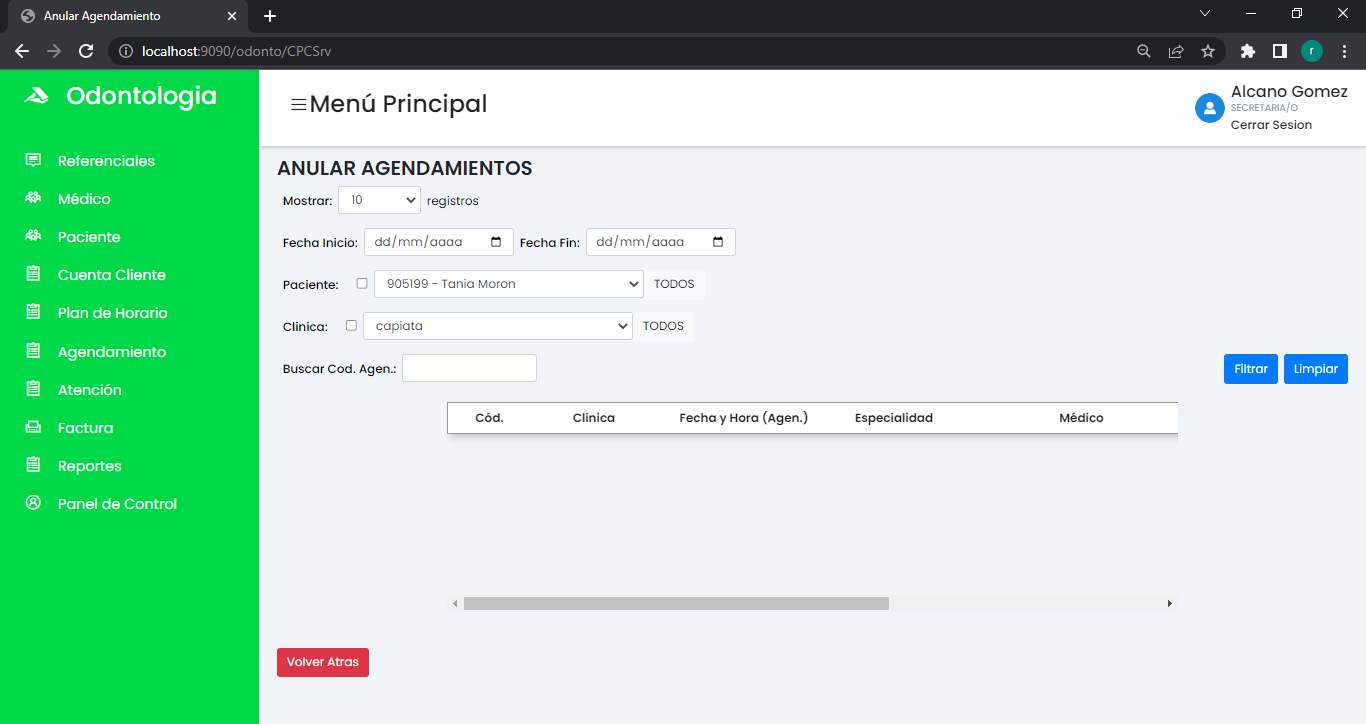 Anular Agendamiento
localhost:9090/odonto/CPCSrv
r
Odontologia
Menú Principal
Alcano Gomez
SECRETARIA/O
Cerrar Sesion
Referenciales
Médico
Paciente
Cuenta Cliente
Plan de Horario
Agendamiento
Atención
Factura
Reportes
Panel de Control
ANULAR AGENDAMIENTOS
Mostrar: 10 registros
Fecha Inicio: dd/mm/aaaa Fecha Fin: dd/mm/aaaa
Paciente: 905199 - Tania Moron TODOS
Clinica: capiata TODOS
Buscar Cod. Agen.: Filtrar Limpiar
Cód. Clínica Fecha y Hora (Agen.) Especialidad Médico
Volver Atras